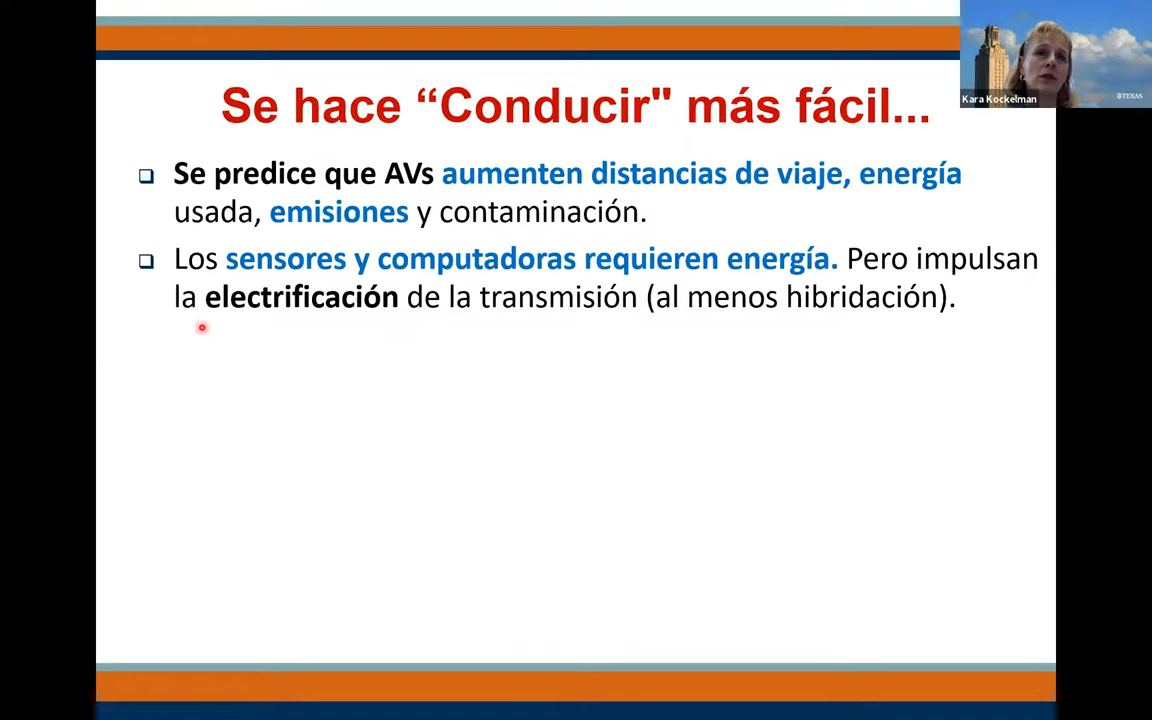 Se hace “Conducir" más fácil...
Se predice que AVs aumenten distancias de viaje, energía
usada, emisiones y contaminación.
Los sensores y computadoras requieren energía. Pero impulsan
la electrificación de la transmisión (al menos hibridación).
Kara Kockelman
TEXAS